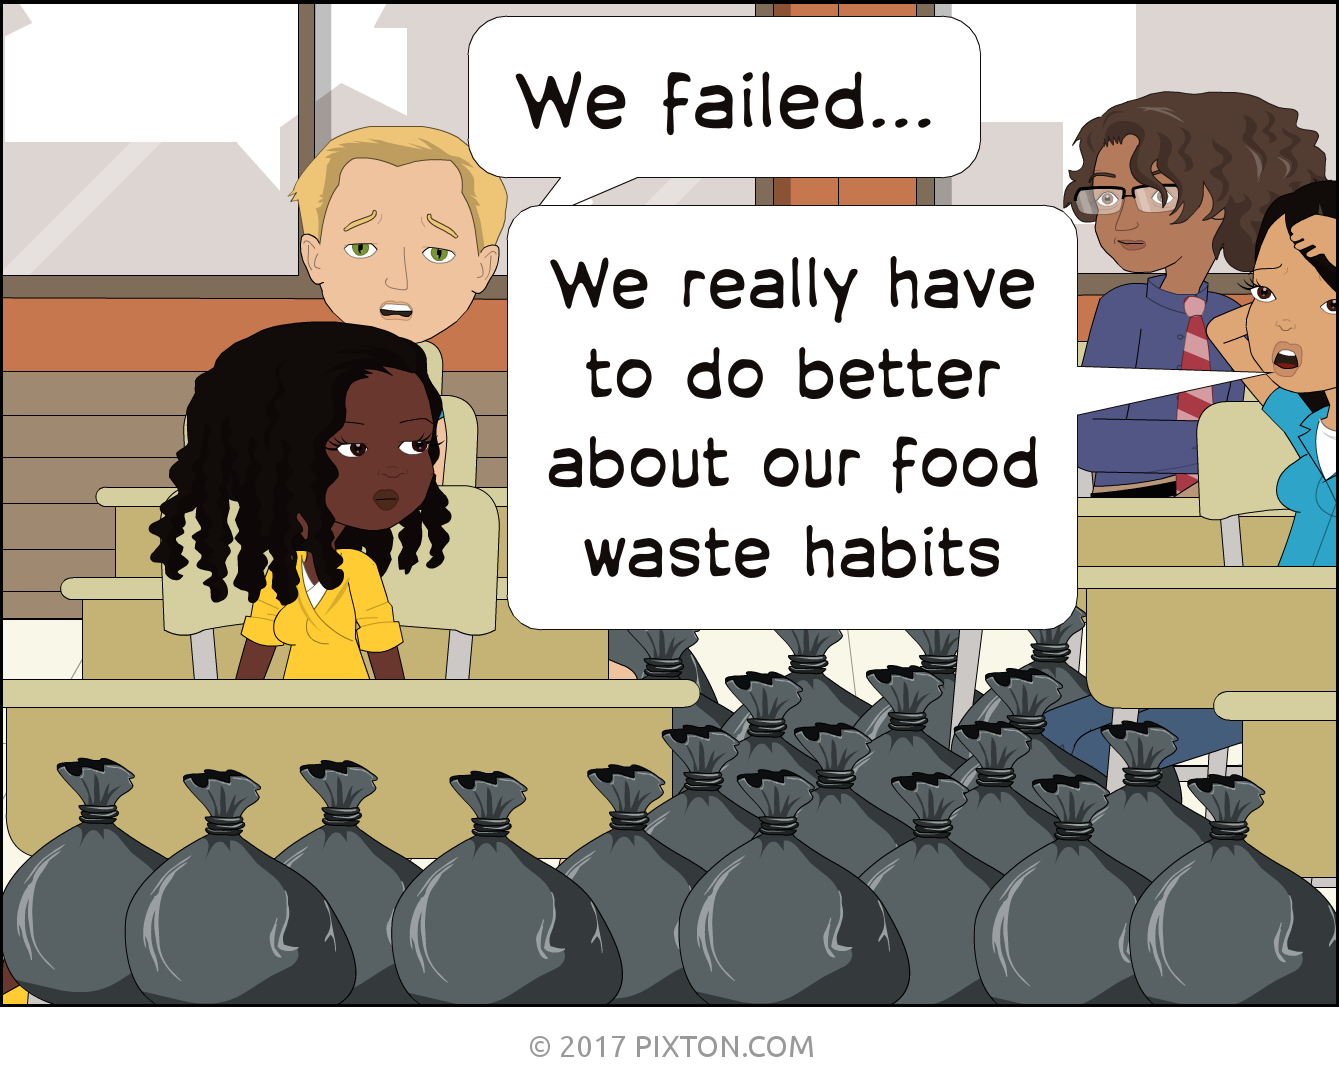 We failed...
We really have
to do better
about our food
waste habits
© 2017 PIXTON.COM